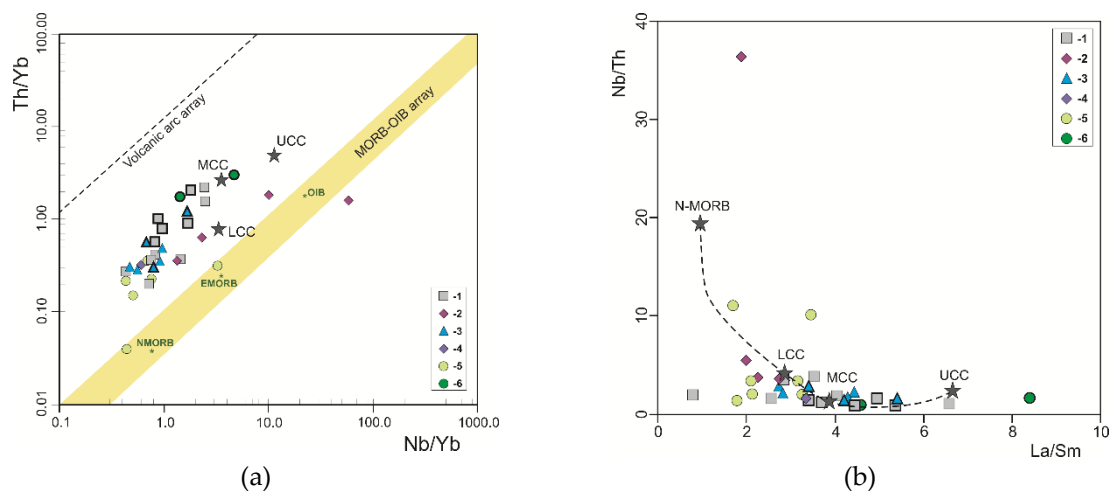 Th/Yb
100.00
10.00
1.00
0.10
0.01
Volcanic arc array
MORB-OIB array
UCC
MCC
LCC
OIB
EMORB
NMORB
-1
-2
-3
-4
-5
-6
0.1
1.0
10.0
100.0
1000.0
Nb/Yb
(a)
Nb/Th
40
30
20
10
0
N-MORB
LCC
MCC
UCC
-1
-2
-3
-4
-5
-6
0
2
4
6
8
10
La/Sm
(b)